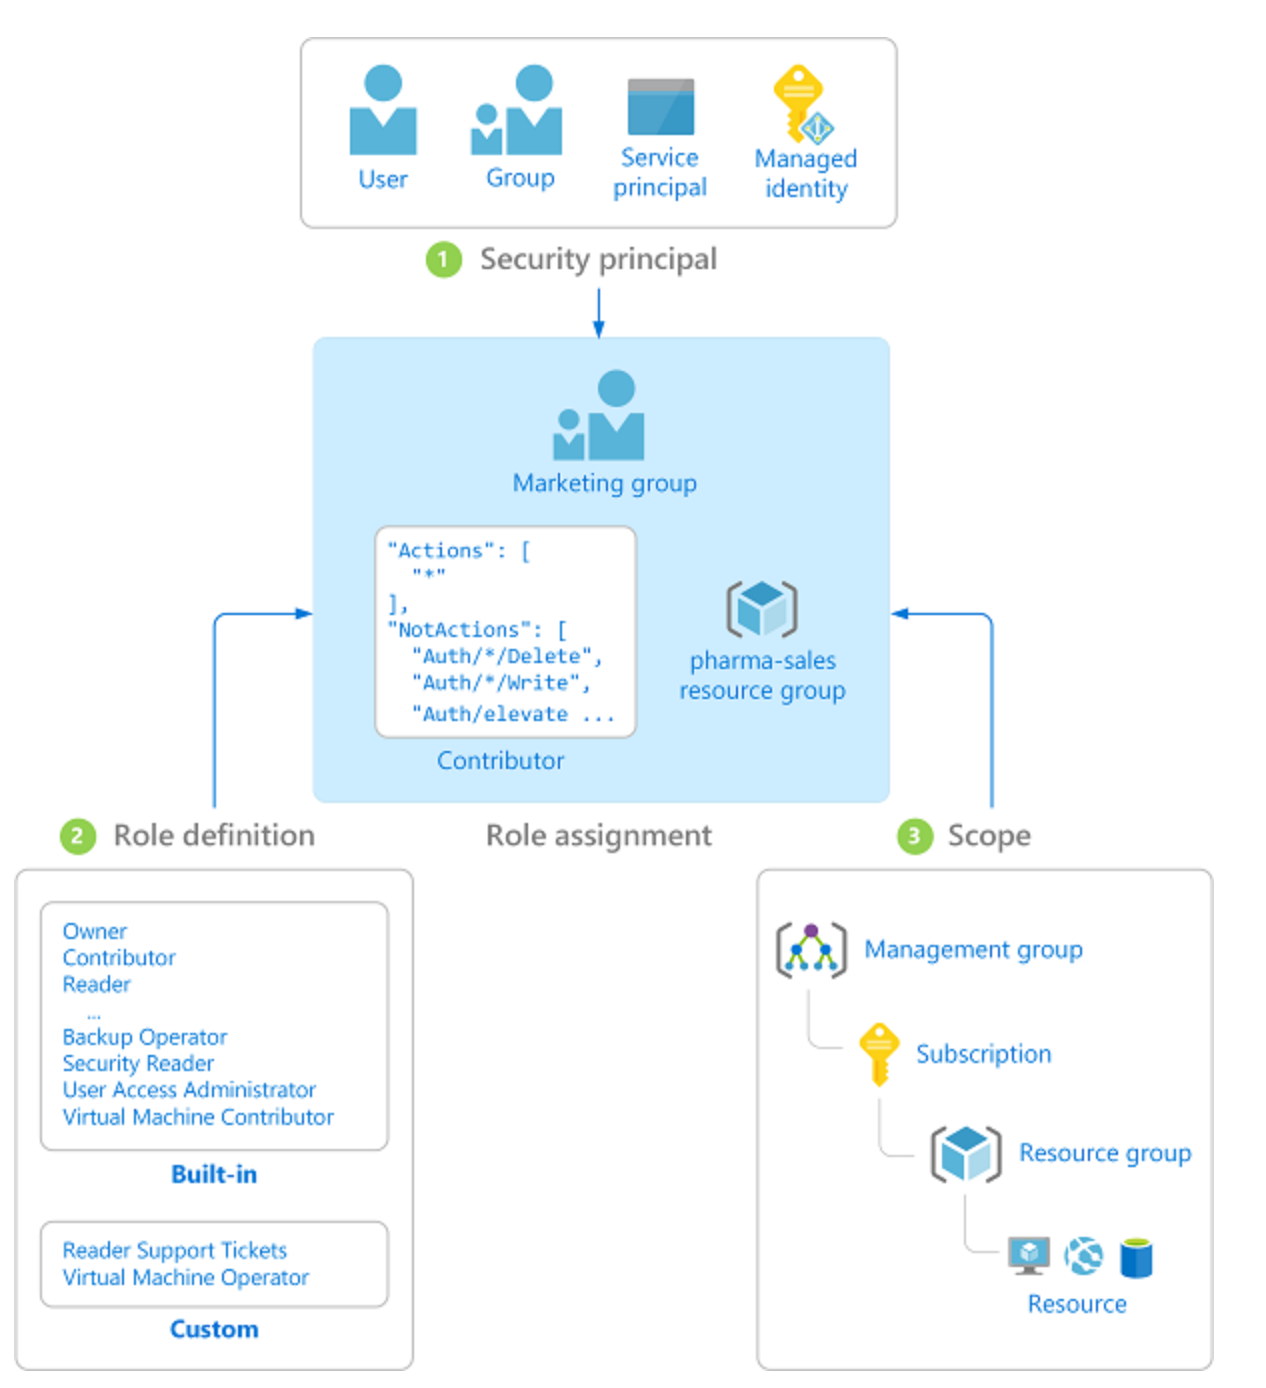 User
Group
Service
principal
Managed
identity
1 Security principal
Marketing group
"Actions": [
"*"
],
"NotActions": [
"Auth/*/Delete",
"Auth/*/Write",
"Auth/elevate ...
Contributor
pharma-sales
resource group
Role assignment
2 Role definition
Owner
Contributor
Reader
...
Backup Operator
Security Reader
User Access Administrator
Virtual Machine Contributor
Built-in
Reader Support Tickets
Virtual Machine Operator
Custom
3 Scope
Management group
Subscription
Resource group
Resource